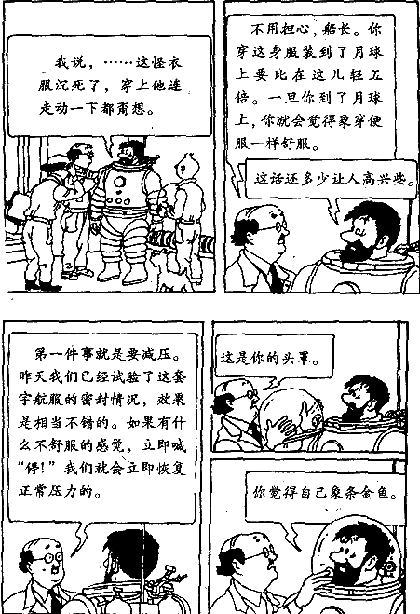 我说，……这怪衣
服沉死了，穿上他连
走动一下都甭想。
不用担心，船长。你
穿这身服装到了月球
上要比在这儿轻五
倍。一旦你到了月球
上，你就会觉得象穿便
服一样舒服。
这话还多少让人高兴些。
第一件事就是要减压。
昨天我们已经试验了这套
宇航服的密封情况，效果
是相当不错的。如果有什
么不舒服的感觉，立即喊
“停！”我们就会立即恢复
正常压力的。
这是你的头罩。
你觉得自己象条金鱼。